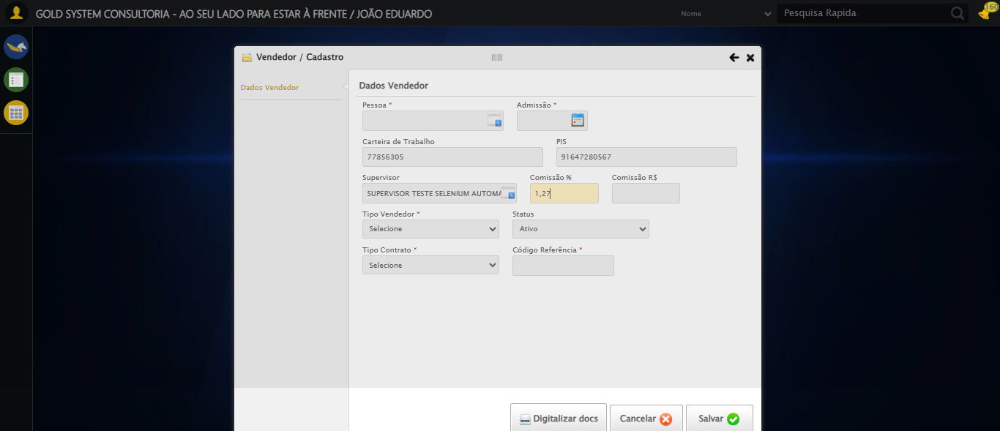 GOLD SYSTEM CONSULTORIA - AO SEU LADO PARA ESTAR À FRENTE / JOÃO EDUARDO
Nome
Pesquisa Rapida
160
Vendedor / Cadastro
Dados Vendedor
Dados Vendedor
Pessoa *
Admissão *
Carteira de Trabalho
PIS
77856305
91647280567
Supervisor
Comissão %
Comissão R$
SUPERVISOR TESTE SELENIUM AUTOMA
1,27
Tipo Vendedor *
Status
Selecione
Ativo
Tipo Contrato *
Código Referência *
Selecione
Digitalizar docs
Cancelar
Salvar